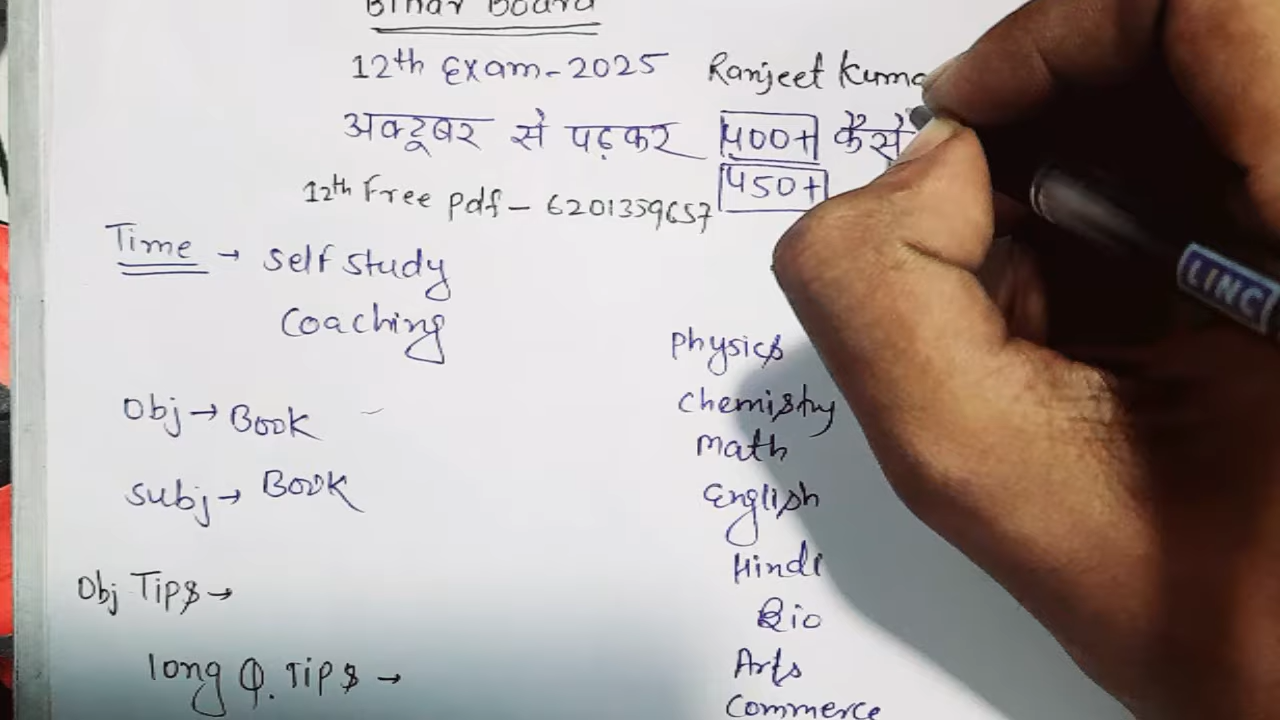 Bihar Board
12th Exam-2025 Ranjeet Kuma
अक्टूबर से पढ़कर 400+ कैसे
450+
12th Free pdf - 6201359657
Time → Self study
Coaching
Obj → Book
Subj → Book
Obj Tips →
long Q. Tips →
Physics
Chemistry
Math
English
Hindi
Bio
Arts
Commerce
LINC